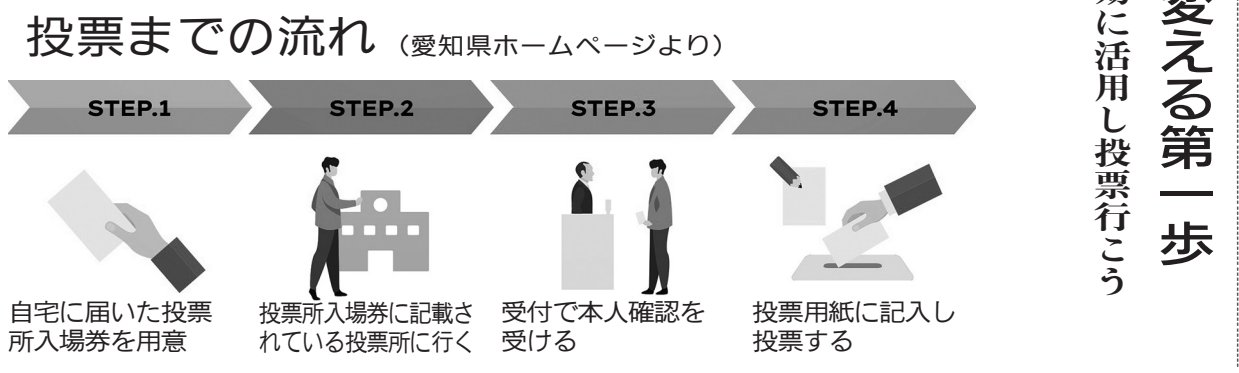 変える第一歩
に活用し投票行こう
投票までの流れ（愛知県ホームページより）
STEP.1
自宅に届いた投票
所入場券を用意
STEP.2
投票所入場券に記載さ
れている投票所に行く
STEP.3
受付で本人確認を
受ける
STEP.4
投票用紙に記入し
投票する